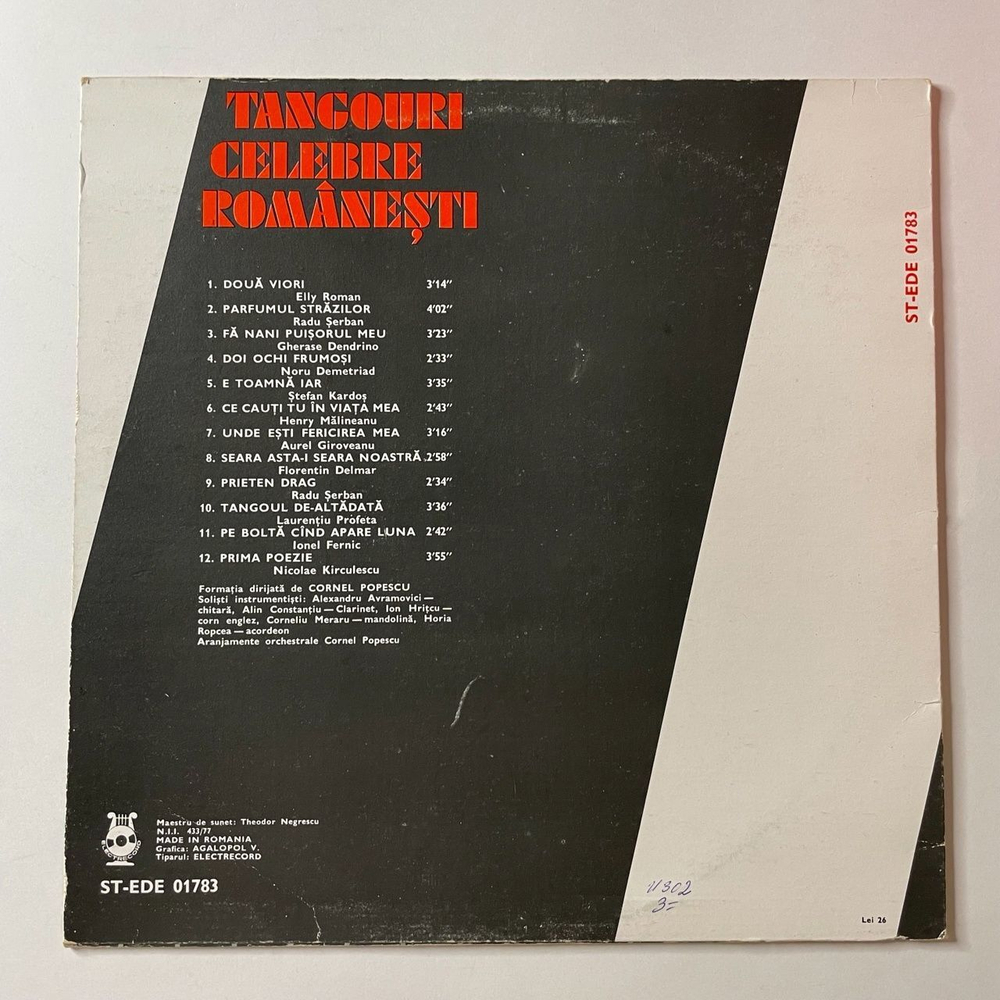 TANGOURI
CELEBRE
ROMÂNEȘTI
ST-EDE 01783
1. DOUĂ VIORI 3'14"
Elly Roman
2. PARFUMUL STRĂZILOR 4'02"
Radu Șerban
3. FĂ NANI PUIȘORUL MEU 3'23"
Gherase Dendrino
4. DOI OCHI FRUMOȘI 2'33"
Noru Demetriad
5. E TOAMNĂ IAR 3'35"
Ștefan Kardoș
6. CE CAUȚI TU ÎN VIAȚA MEA 2'43"
Henry Mălineanu
7. UNDE EȘTI FERICIREA MEA 3'16"
Aurel Giroveanu
8. SEARA ASTA-I SEARA NOASTRĂ 2'58"
Florentin Delmar
9. PRIETEN DRAG 2'34"
Radu Șerban
10. TANGOUL DE-ALTĂDATĂ 3'36"
Laurențiu Profeta
11. PE BOLTĂ CÎND APARE LUNA 2'42"
Ionel Fernic
12. PRIMA POEZIE 3'55"
Nicolae Kirculescu
Formația dirijată de CORNEL POPESCU
Soliști instrumentiști: Alexandru Avramovici —
chitară, Alin Constanțiu — Clarinet, Ion Hrițcu —
corn englez, Corneliu Meraru — mandolină, Horia
Ropcea — acordeon
Aranjamente orchestrale Cornel Popescu
ELECTRECORD
Maestru de sunet: Theodor Negrescu
N.I.I. 433/77
MADE IN ROMANIA
Grafica: AGALOPOL V.
Tiparul: ELECTRECORD
ST-EDE 01783
3=
Lei 26